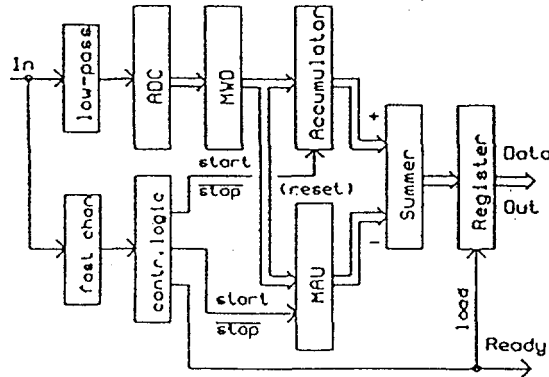 In
low-pass
ADC
MWD
Accumulator
+
Summer
Register
Data
Out
start
stop
(reset)
fast chan
contr.logic
start
stop
MAU
-
load
Ready